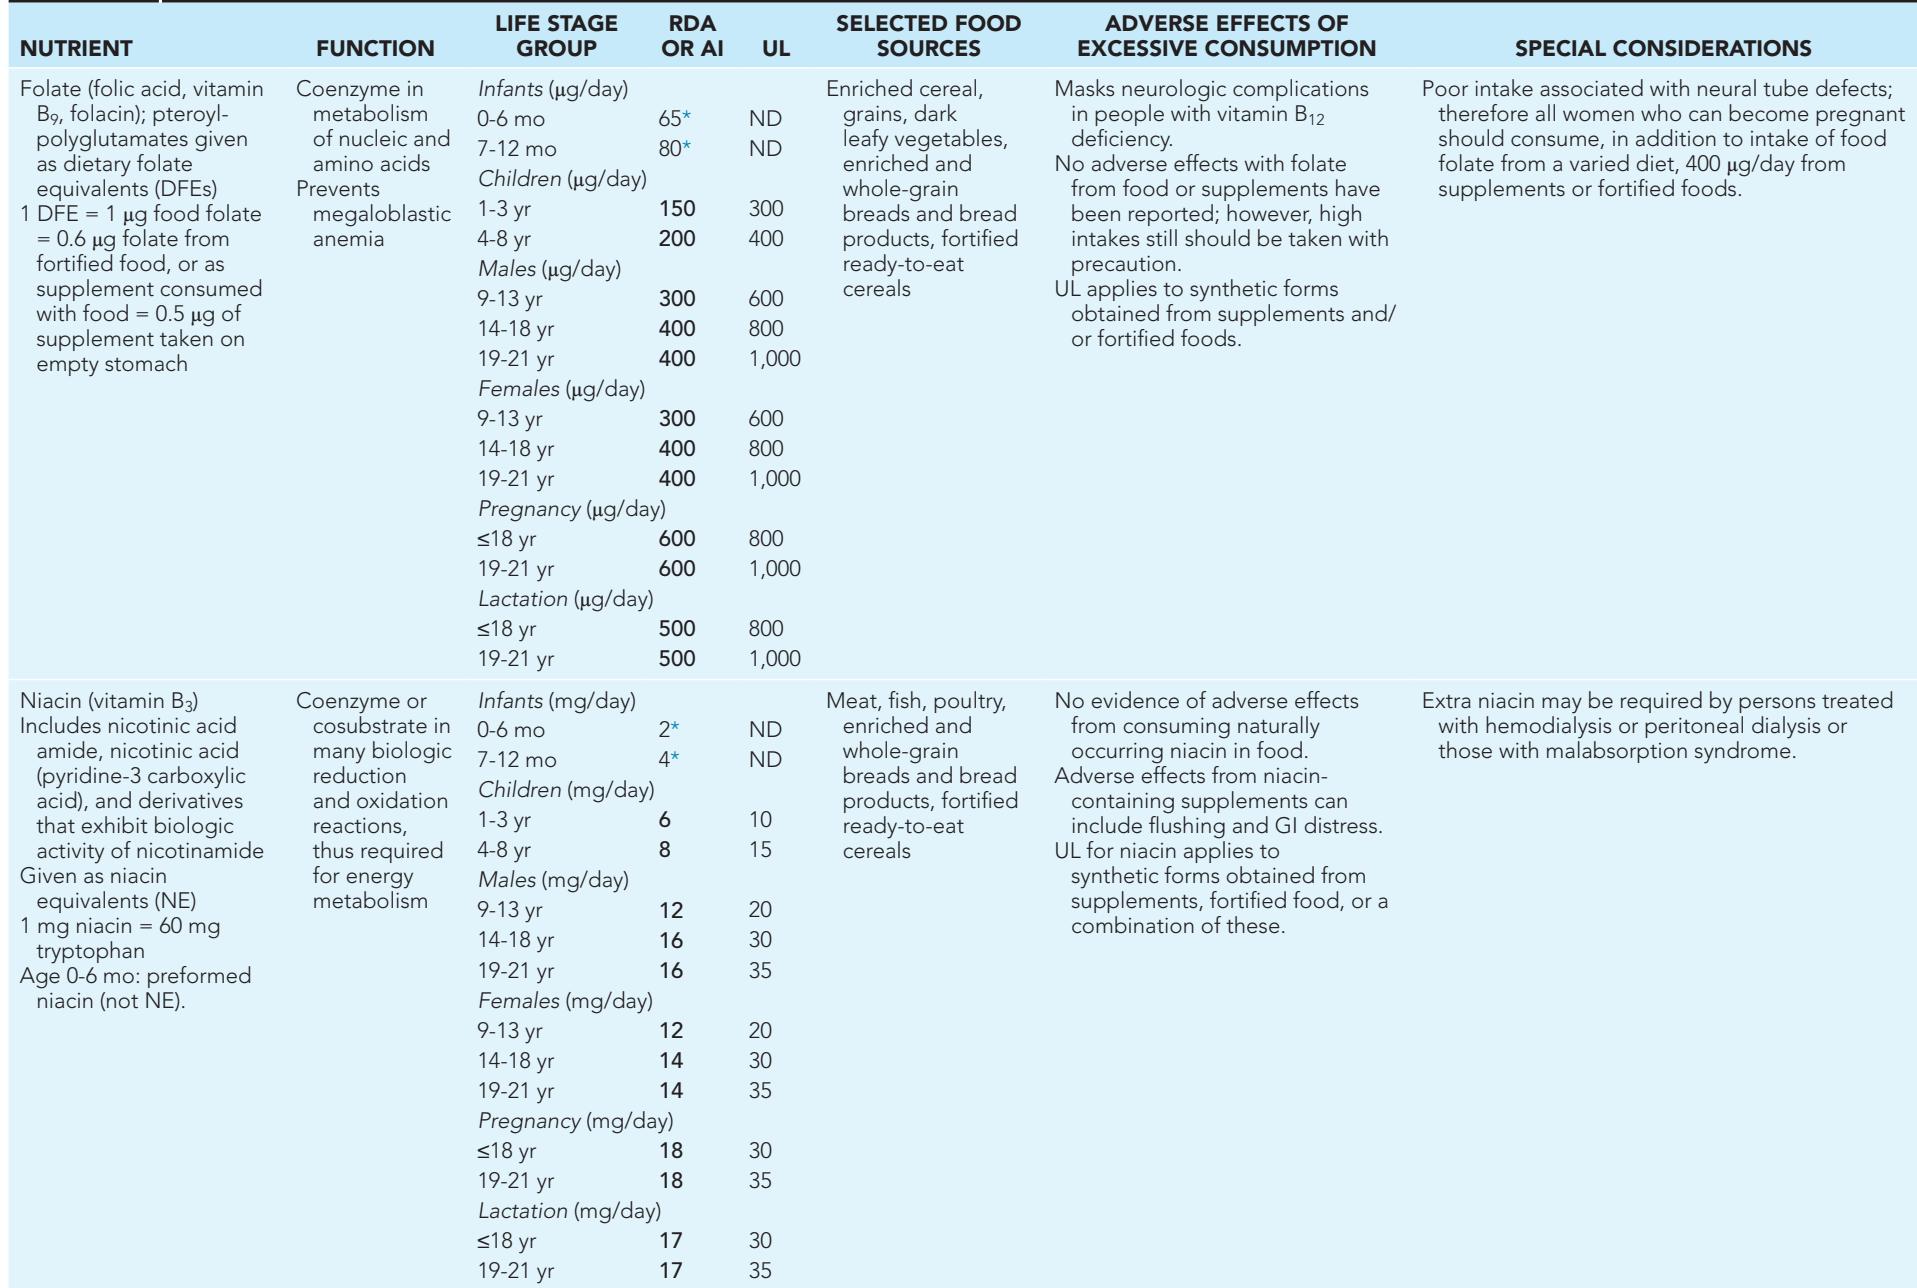 NUTRIENT
FUNCTION
LIFE STAGE
GROUP
RDA
OR AI
UL
SELECTED FOOD
SOURCES
ADVERSE EFFECTS OF
EXCESSIVE CONSUMPTION
SPECIAL CONSIDERATIONS
Folate (folic acid, vitamin
B9, folacin); pteroyl-
polyglutamates given
as dietary folate
equivalents (DFEs)
1 DFE = 1 μg food folate
= 0.6 μg folate from
fortified food, or as
supplement consumed
with food = 0.5 μg of
supplement taken on
empty stomach
Coenzyme in
metabolism
of nucleic and
amino acids
Prevents
megaloblastic
anemia
Infants (μg/day)
0-6 mo 65* ND
7-12 mo 80* ND
Children (μg/day)
1-3 yr 150 300
4-8 yr 200 400
Males (μg/day)
9-13 yr 300 600
14-18 yr 400 800
19-21 yr 400 1,000
Females (μg/day)
9-13 yr 300 600
14-18 yr 400 800
19-21 yr 400 1,000
Pregnancy (μg/day)
≤18 yr 600 800
19-21 yr 600 1,000
Lactation (μg/day)
≤18 yr 500 800
19-21 yr 500 1,000
Enriched cereal,
grains, dark
leafy vegetables,
enriched and
whole-grain
breads and bread
products, fortified
ready-to-eat
cereals
Masks neurologic complications
in people with vitamin B12
deficiency.
No adverse effects with folate
from food or supplements have
been reported; however, high
intakes still should be taken with
precaution.
UL applies to synthetic forms
obtained from supplements and/
or fortified foods.
Poor intake associated with neural tube defects;
therefore all women who can become pregnant
should consume, in addition to intake of food
folate from a varied diet, 400 μg/day from
supplements or fortified foods.
Niacin (vitamin B3)
Includes nicotinic acid
amide, nicotinic acid
(pyridine-3 carboxylic
acid), and derivatives
that exhibit biologic
activity of nicotinamide
Given as niacin
equivalents (NE)
1 mg niacin = 60 mg
tryptophan
Age 0-6 mo: preformed
niacin (not NE).
Coenzyme or
cosubstrate in
many biologic
reduction
and oxidation
reactions,
thus required
for energy
metabolism
Infants (mg/day)
0-6 mo 2* ND
7-12 mo 4* ND
Children (mg/day)
1-3 yr 6 10
4-8 yr 8 15
Males (mg/day)
9-13 yr 12 20
14-18 yr 16 30
19-21 yr 16 35
Females (mg/day)
9-13 yr 12 20
14-18 yr 14 30
19-21 yr 14 35
Pregnancy (mg/day)
≤18 yr 18 30
19-21 yr 18 35
Lactation (mg/day)
≤18 yr 17 30
19-21 yr 17 35
Meat, fish, poultry,
enriched and
whole-grain
breads and bread
products, fortified
ready-to-eat
cereals
No evidence of adverse effects
from consuming naturally
occurring niacin in food.
Adverse effects from niacin-
containing supplements can
include flushing and GI distress.
UL for niacin applies to
synthetic forms obtained from
supplements, fortified food, or a
combination of these.
Extra niacin may be required by persons treated
with hemodialysis or peritoneal dialysis or
those with malabsorption syndrome.